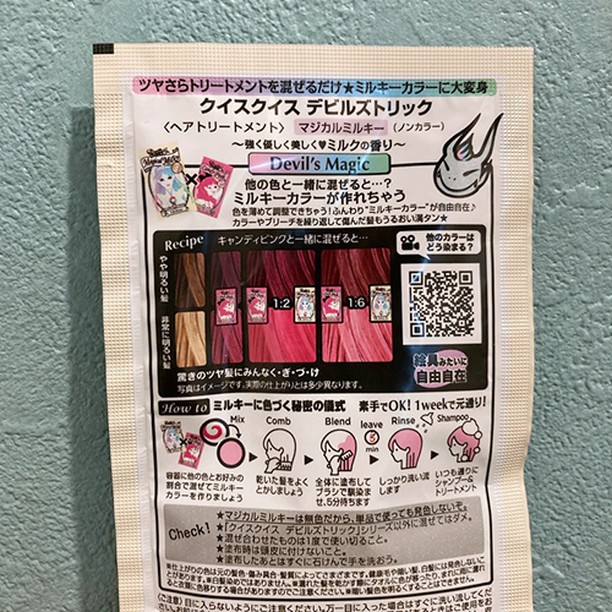 ツヤさらトリートメントを混ぜるだけ★ミルキーカラーに大変身
クイスクイス デビルズトリック
〈ヘアトリートメント〉 マジカルミルキー (ノンカラー)
〜強く優しく美しく♥ミルクの香り〜
Devil's Magic
他の色と一緒に混ぜると…?
ミルキーカラーが作れちゃう
色を薄めて調整できちゃう!ふんわり"ミルキーカラー"が自由自在♪
カラーやブリーチを繰り返して傷んだ髪もうるおい満タン★
Recipe キャンディピンクと一緒に混ぜると…
やや明るい髪
非常に明るい髪
1:2
1:6
他のカラーは
どう染まる?
絵具みたいに
自由自在
驚きのツヤ髪にみんなくぎづけ
写真はイメージです。実際の仕上がりとは多少異なります。
How to ミルキーに色づく秘密の儀式 素手でOK! 1weekで元通り!
Mix
Comb
Blend
leave
5
min
Rinse
Shampoo
容器に他の色とお好みの
割合で混ぜてミルキー
カラーを作りましょう
乾いた髪をよく
とかしましょう
全体に塗布して
ブラシで馴染ま
せ、5分待ちます
しっかり洗い流
します
いつも通りに
シャンプー&
トリートメント
Check!
★マジカルミルキーは無色だから、単品で使っても発色しないぞ。
★「クイスクイス デビルズトリック」シリーズ以外に混ぜてはダメ。
★混ぜ合わせたものは1度で使い切ること。
★塗布時は頭皮に付けないこと。
★塗布したあとはすぐに石けんで手を洗おう。